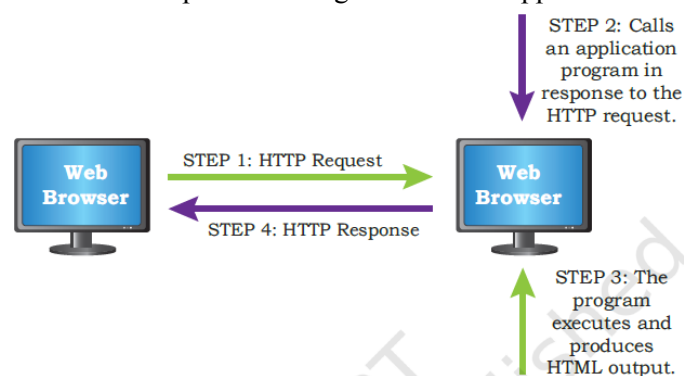 STEP 2: Calls
an application
program in
response to the
HTTP request.
Web
Browser
STEP 1: HTTP Request
STEP 4: HTTP Response
Web
Browser
STEP 3: The
program
executes and
produces
HTML output.